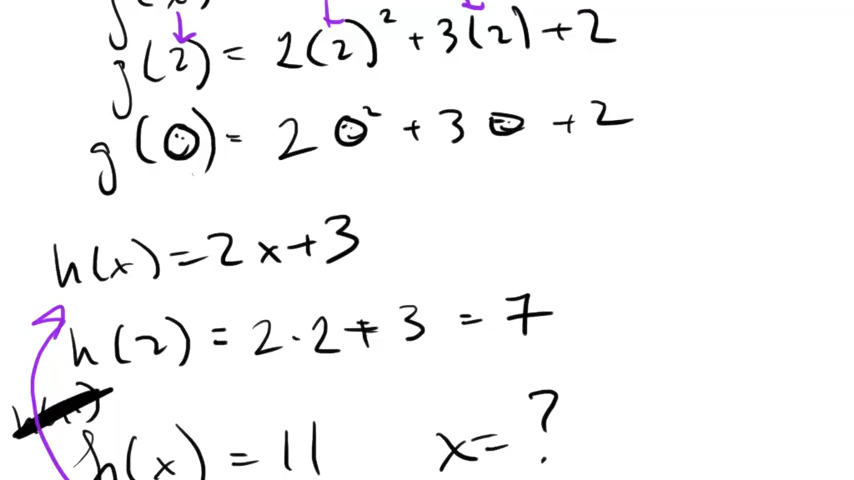 g(2) = 2(2)² + 3(2) + 2
g(☺) = 2☺² + 3☺ + 2
h(x) = 2x + 3
h(2) = 2·2 + 3 = 7
h(x) = 11 x = ?